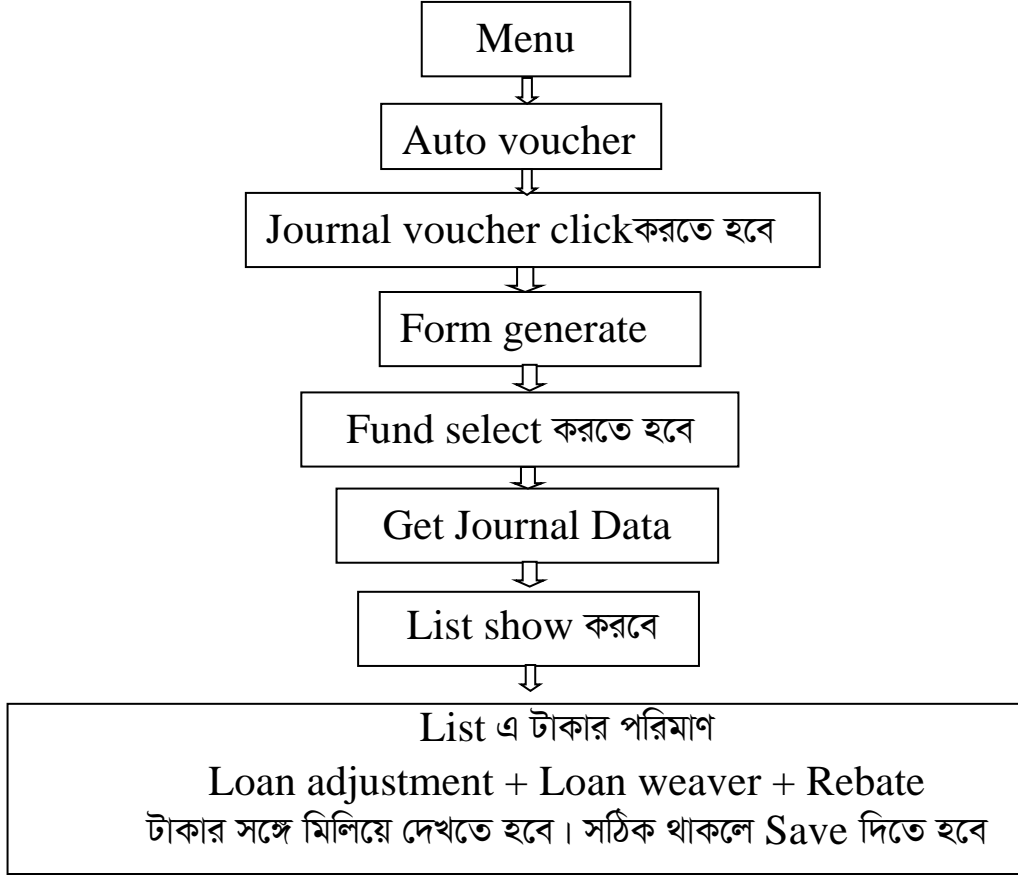 Menu
Auto voucher
Journal voucher clickকরতে হবে
Form generate
Fund select করতে হবে
Get Journal Data
List show করবে
List এ টাকার পরিমাণ
Loan adjustment + Loan weaver + Rebate
টাকার সঙ্গে মিলিয়ে দেখতে হবে। সঠিক থাকলে Save দিতে হবে